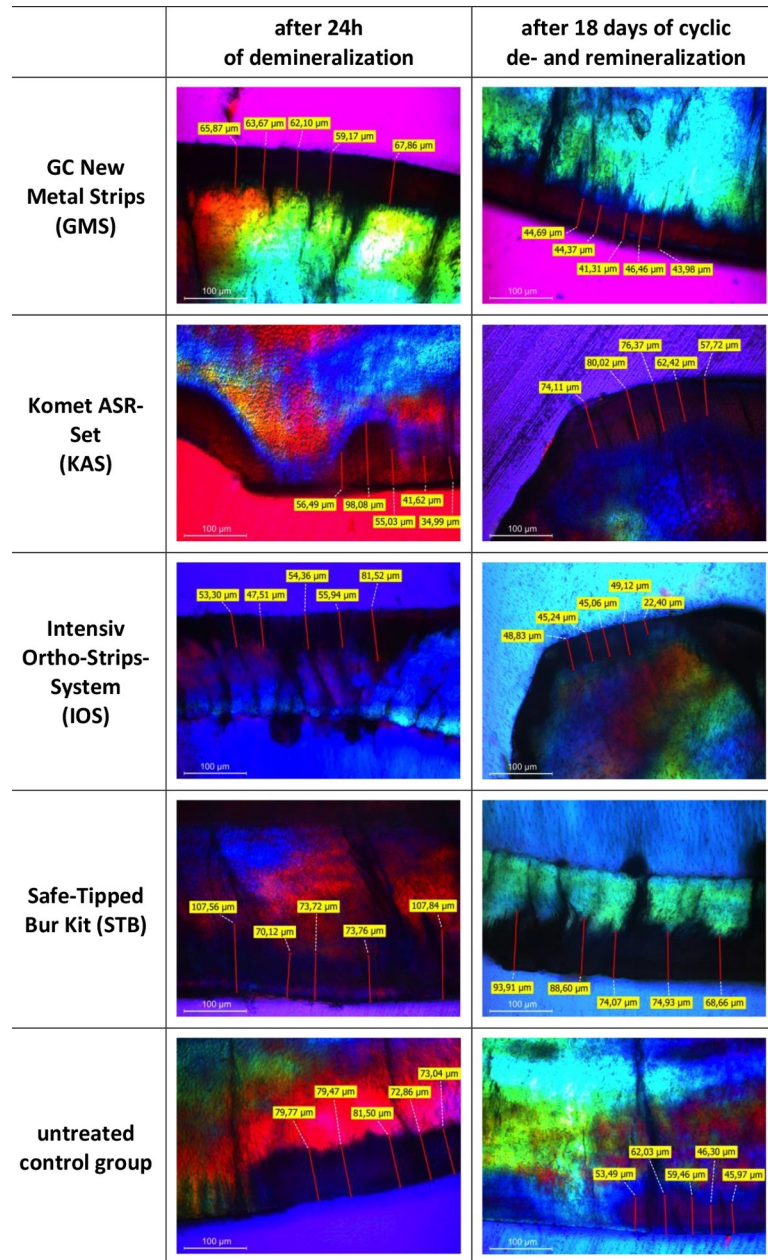 after 24h
of demineralization
after 18 days of cyclic
de- and remineralization
GC New
Metal Strips
(GMS)
65,87 µm
63,67 µm
62,10 µm
59,17 µm
67,86 µm
100 µm
44,69 µm
44,37 µm
41,31 µm
46,46 µm
43,98 µm
100 µm
Komet ASR-
Set
(KAS)
56,49 µm
98,08 µm
55,03 µm
41,62 µm
34,99 µm
100 µm
74,11 µm
80,02 µm
76,37 µm
62,42 µm
57,72 µm
100 µm
Intensiv
Ortho-Strips-
System
(IOS)
53,30 µm
47,51 µm
54,36 µm
55,94 µm
81,52 µm
100 µm
48,83 µm
45,24 µm
45,06 µm
49,12 µm
22,40 µm
100 µm
Safe-Tipped
Bur Kit (STB)
107,56 µm
70,12 µm
73,72 µm
73,76 µm
107,84 µm
100 µm
93,91 µm
88,60 µm
74,07 µm
74,93 µm
68,66 µm
100 µm
untreated
control group
79,77 µm
79,47 µm
81,50 µm
72,86 µm
73,04 µm
100 µm
53,49 µm
62,03 µm
59,46 µm
46,30 µm
45,97 µm
100 µm